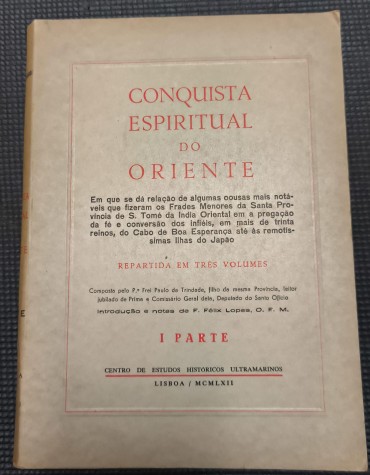 CONQUISTA
ESPIRITUAL
DO
ORIENTE
Em que se dá relação de algumas cousas mais notá-
veis que fizeram os Frades Menores da Santa Pro-
víncia de S. Tomé da India Oriental em a pregação
da fé e conversão dos infiéis, em mais de trinta
reinos, do Cabo de Boa Esperança até às remotís-
simas Ilhas do Japão
REPARTIDA EM TRÊS VOLUMES
Composta pelo P.ᵉ Frei Paulo da Trindade, filho da mesma Província, leitor
jubilado de Prima e Comissário Geral dela, Deputado do Santo Ofício
Introdução e notas de F. Félix Lopes, O. F. M.
I PARTE
CENTRO DE ESTUDOS HISTÓRICOS ULTRAMARINOS
LISBOA / MCMLXII